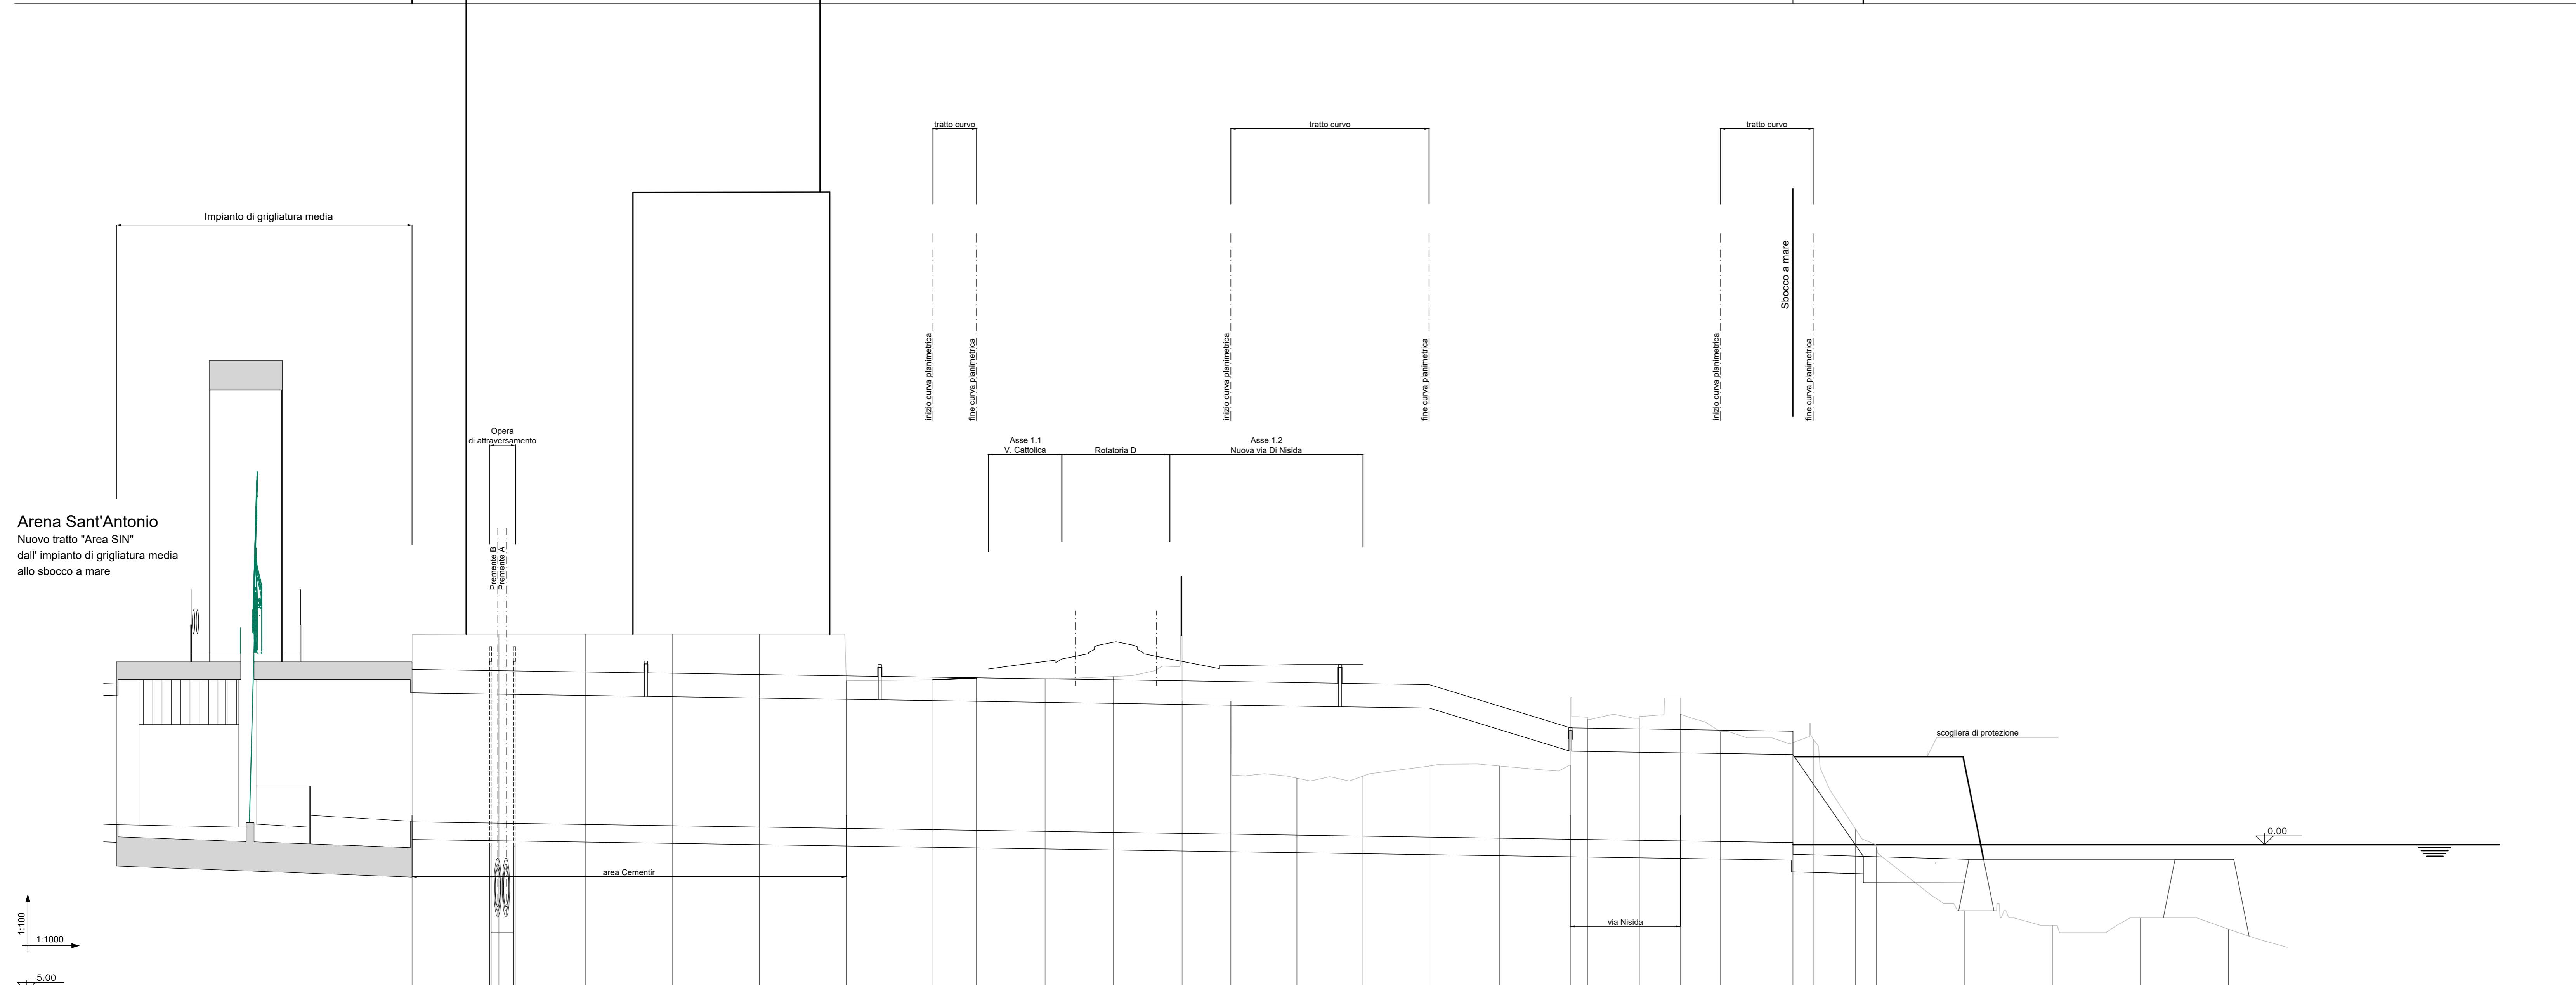 tratto curvo
tratto curvo
tratto curvo
Impianto di grigliatura media
Sbocco a mare
inizio curva planimetrica
fine curva planimetrica
inizio curva planimetrica
fine curva planimetrica
inizio curva planimetrica
fine curva planimetrica
Opera
di attraversamento
Asse 1.1
V. Cattolica
Rotatoria D
Asse 1.2
Nuova via Di Nisida
Arena Sant'Antonio
Nuovo tratto "Area SIN"
dall' impianto di grigliatura media
allo sbocco a mare
Premente B
Premente A
scogliera di protezione
0.00
area Cementir
via Nisida
1:100
1:1000
−5.00